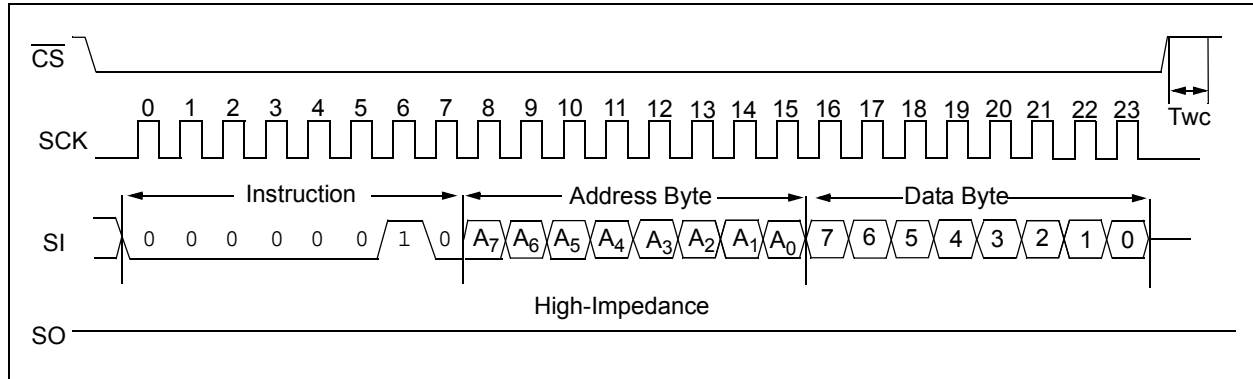 CS
0 1 2 3 4 5 6 7 8 9 10 11 12 13 14 15 16 17 18 19 20 21 22 23
Twc
SCK
Instruction Address Byte Data Byte
SI 0 0 0 0 0 0 1 0 A7 A6 A5 A4 A3 A2 A1 A0 7 6 5 4 3 2 1 0
High-Impedance
SO